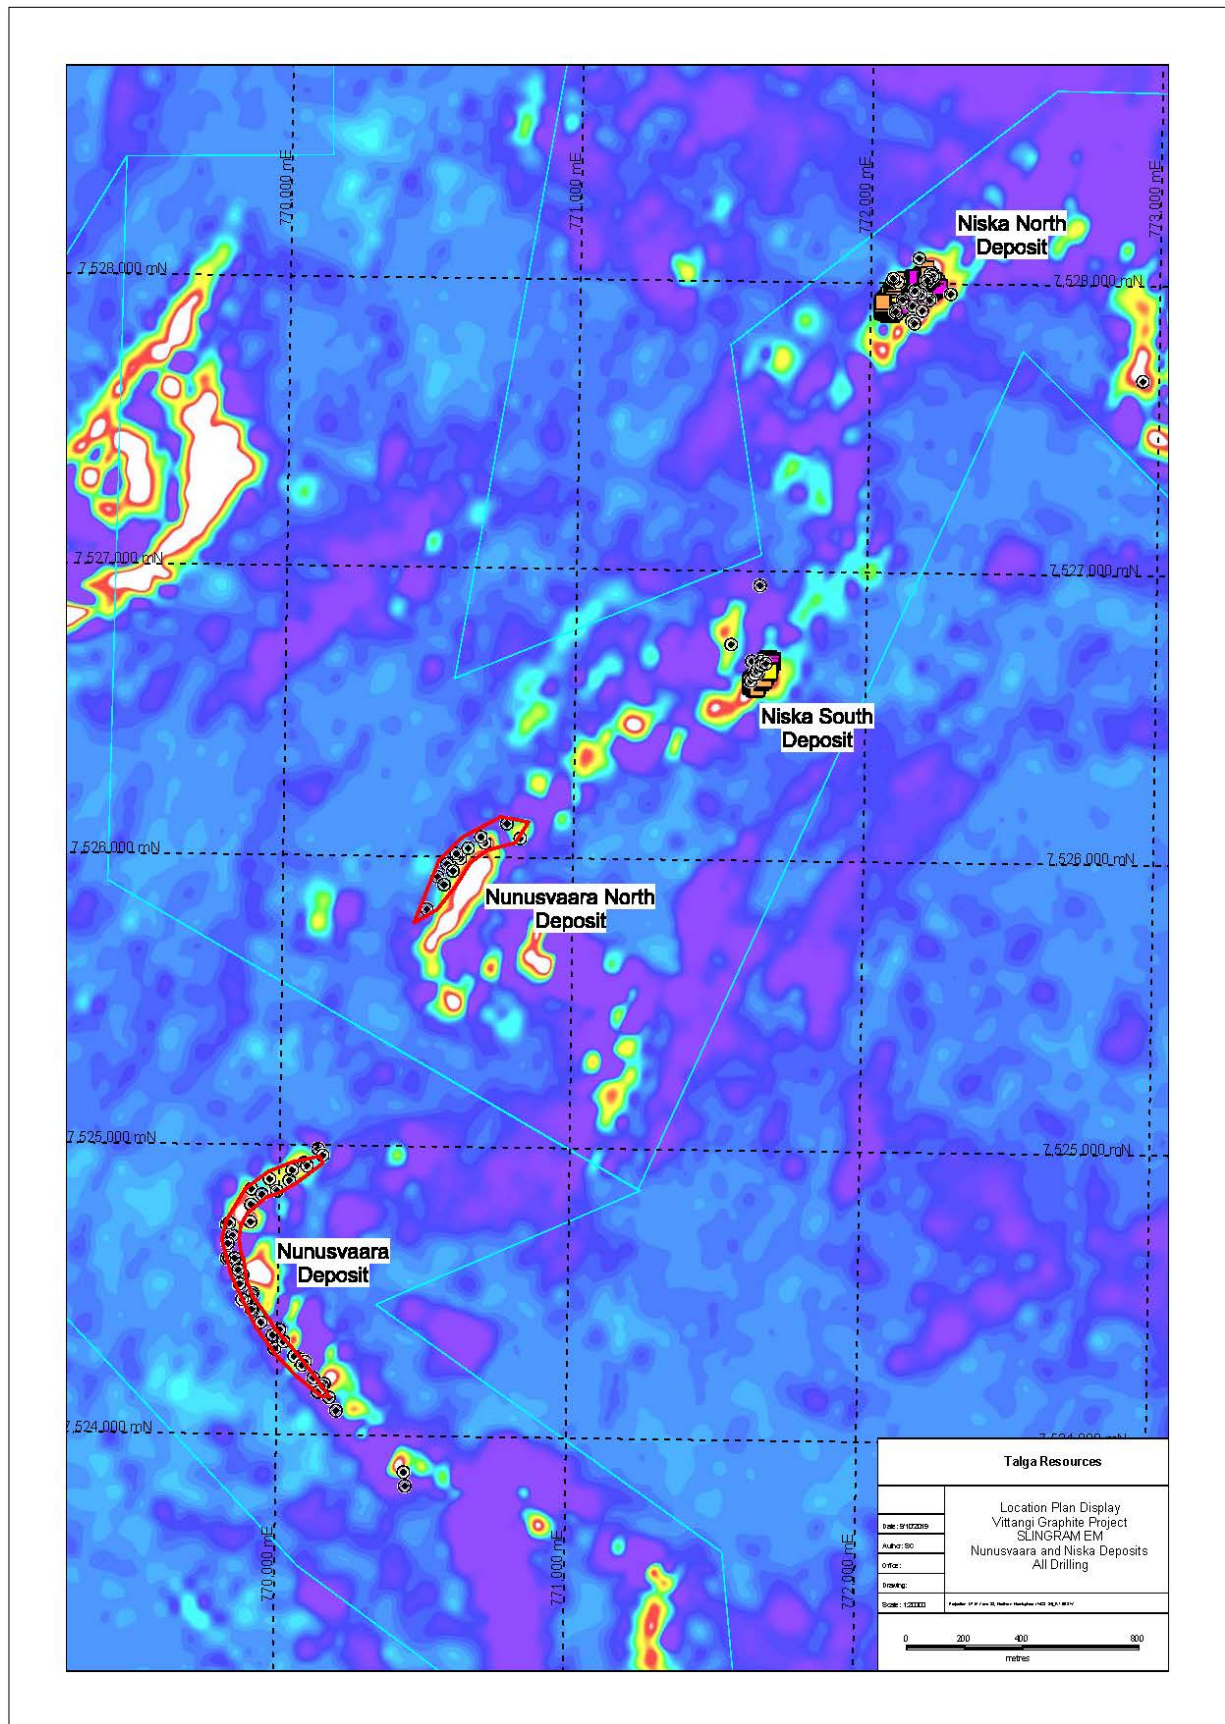 770,000 mE
771,000 mE
772,000 mE
773,000 mE
Niska North
Deposit
7,528,000 mN
7,528,000 mN
7,527,000 mN
7,527,000 mN
Niska South
Deposit
7,526,000 mN
7,526,000 mN
Nunusvaara North
Deposit
7,525,000 mN
7,525,000 mN
Nunusvaara
Deposit
7,524,000 mN
770,000 mE
771,000 mE
772,000 mE
Talga Resources
Location Plan Display
Vittangi Graphite Project
SLINGRAM EM
Nunusvaara and Niska Deposits
All Drilling
Date: 9/10/2019
Author: SC
Office:
Drawing:
Scale: 1:20000
0 200 400 800
metres